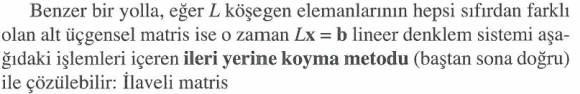 Benzer bir yolla, eğer L köşegen elemanlarının hepsi sıfırdan farklı
olan alt üçgensel matris ise o zaman Lx = b lineer denklem sistemi aşa-
ğıdaki işlemleri içeren ileri yerine koyma metodu (baştan sona doğru)
ile çözülebilir: İlaveli matris